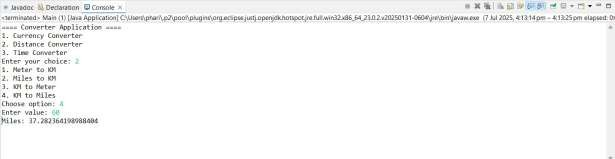 Javadoc Declaration Console
<terminated> Main (1) [Java Application] C:\Users\phari\.p2\pool\plugins\org.eclipse.justj.openjdk.hotspot.jre.full.win32.x86_64_23.0.2.v20250131-0604\jre\bin\javaw.exe (7 Jul 2025, 4:13:14 pm – 4:13:25 pm elapsed: 0:
==== Converter Application ====
1. Currency Converter
2. Distance Converter
3. Time Converter
Enter your choice: 2
1. Meter to KM
2. Miles to KM
3. KM to Meter
4. KM to Miles
Choose option: 4
Enter value: 60
Miles: 37.282364198988404